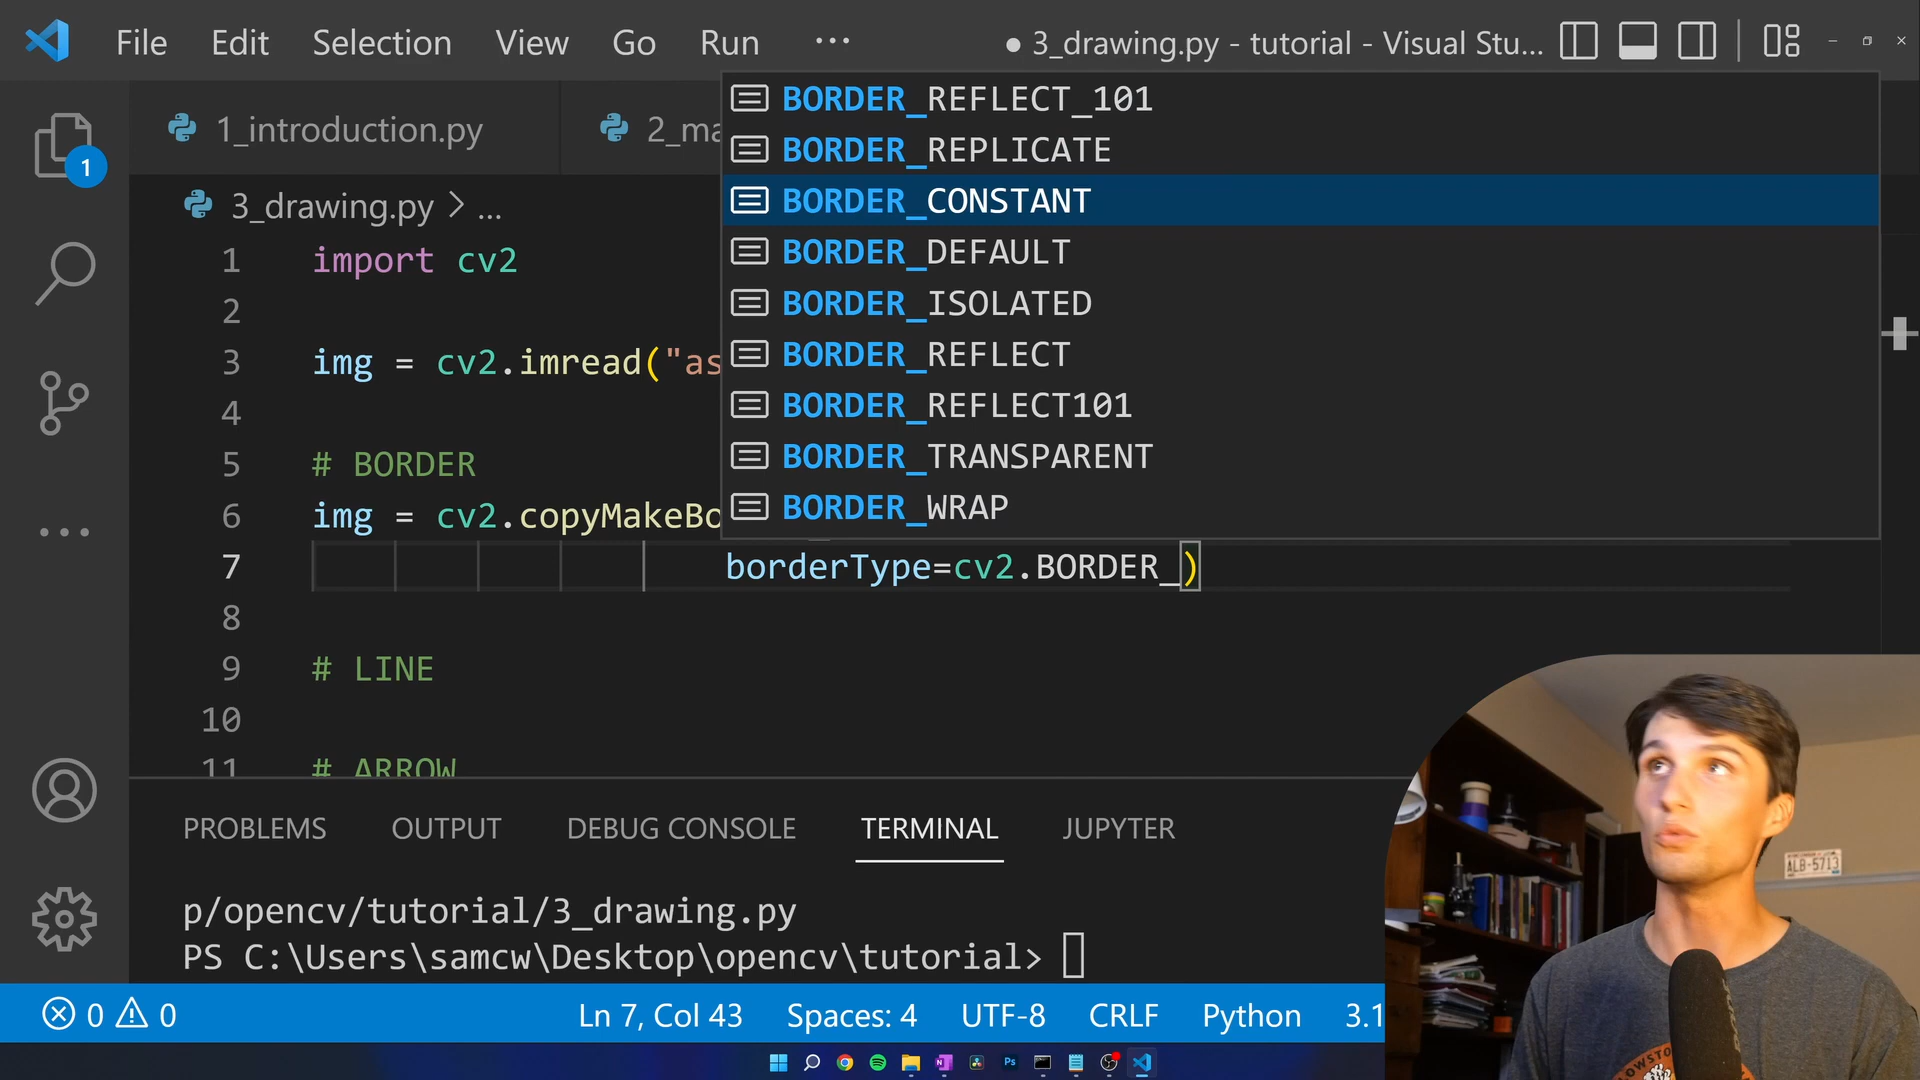 File Edit Selection View Go Run ···
● 3_drawing.py - tutorial - Visual Stu...
1_introduction.py 2_ma
3_drawing.py > ...
BORDER_REFLECT_101
BORDER_REPLICATE
BORDER_CONSTANT
BORDER_DEFAULT
BORDER_ISOLATED
BORDER_REFLECT
BORDER_REFLECT101
BORDER_TRANSPARENT
BORDER_WRAP
1
1 import cv2
2
3 img = cv2.imread("as
4
5 # BORDER
6 img = cv2.copyMakeBo
7 borderType=cv2.BORDER_)
8
9 # LINE
10
11 # ARROW
PROBLEMS OUTPUT DEBUG CONSOLE TERMINAL JUPYTER
p/opencv/tutorial/3_drawing.py
PS C:\Users\samcw\Desktop\opencv\tutorial>
0 0 Ln 7, Col 43 Spaces: 4 UTF-8 CRLF Python 3.1
ALB-5713
Ps